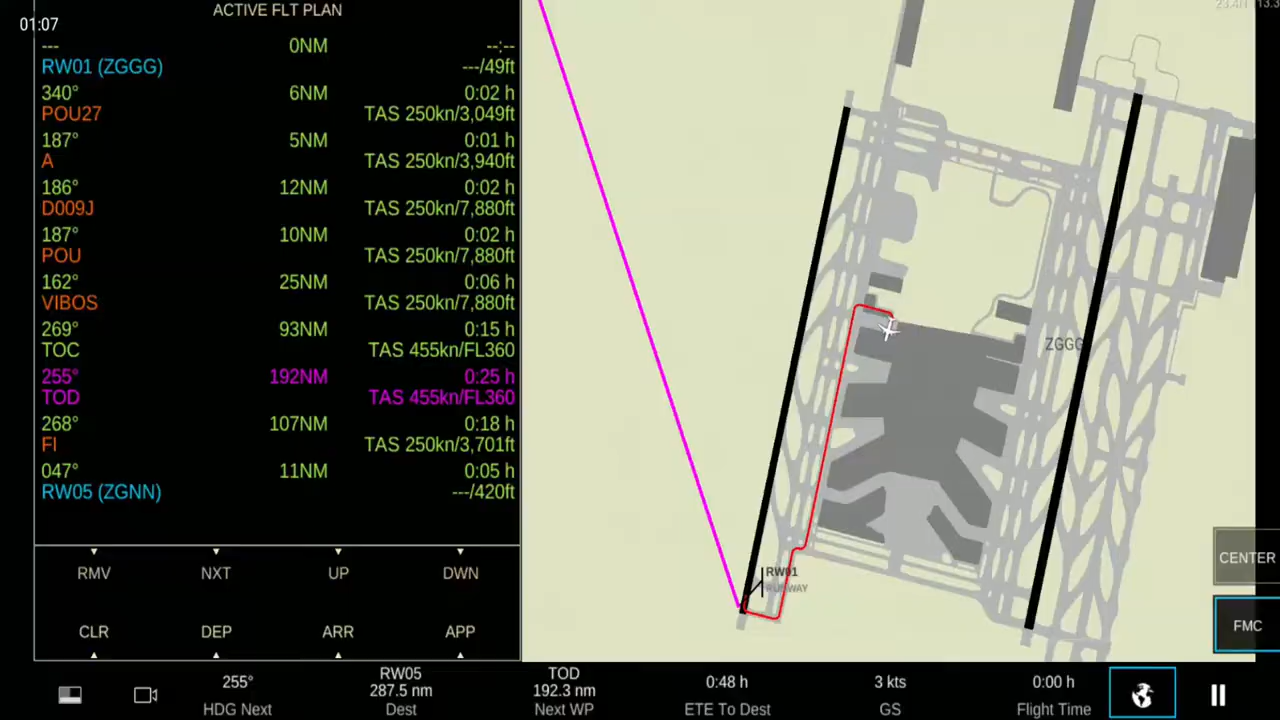 ACTIVE FLT PLAN
01:07
--- 0NM --:--
RW01 (ZGGG) ---/49ft
340° 6NM 0:02 h
POU27 TAS 250kn/3,049ft
187° 5NM 0:01 h
A TAS 250kn/3,940ft
186° 12NM 0:02 h
D009J TAS 250kn/7,880ft
187° 10NM 0:02 h
POU TAS 250kn/7,880ft
162° 25NM 0:06 h
VIBOS TAS 250kn/7,880ft
269° 93NM 0:15 h
TOC TAS 455kn/FL360
255° 192NM 0:25 h
TOD TAS 455kn/FL360
268° 107NM 0:18 h
FI TAS 250kn/3,701ft
047° 11NM 0:05 h
RW05 (ZGNN) ---/420ft
RMV NXT UP DWN
CLR DEP ARR APP
ZGGG
RW01
RUNWAY
CENTER
FMC
255°
HDG Next
RW05
287.5 nm
Dest
TOD
192.3 nm
Next WP
0:48 h
ETE To Dest
3 kts
GS
0:00 h
Flight Time